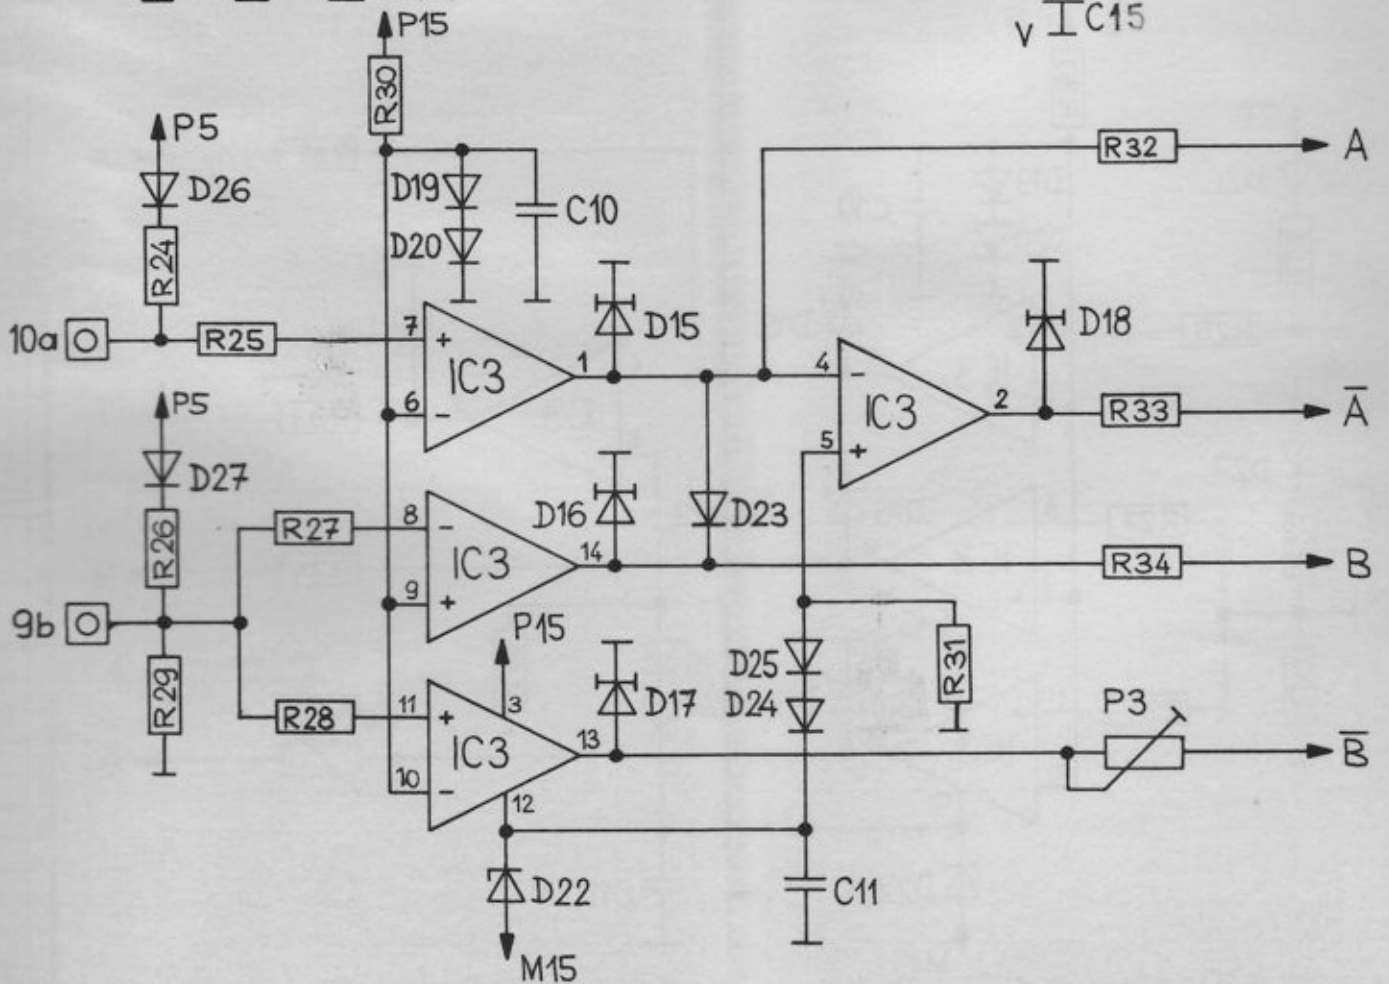 P15
V C15
R30
P5
R32 A
D26 D19 C10
D20
R24
10a R25 7 + D15 D18
IC3 1 4 -
6 - IC3 2 R33 A̅
P5 5 +
D27
R27 8 - D16 D23
R26 IC3 14 R34 B
9 +
9b P15
R29 D25 R31
R28 11 + 3 D17 D24 P3
IC3 13 B̅
10 - 12
D22 C11
M15